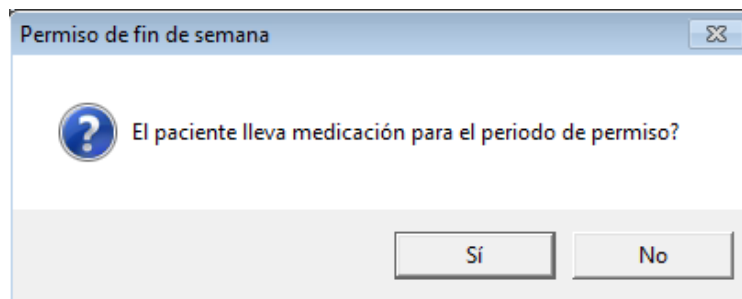 Permiso de fin de semana
El paciente lleva medicación para el periodo de permiso?
Sí
No